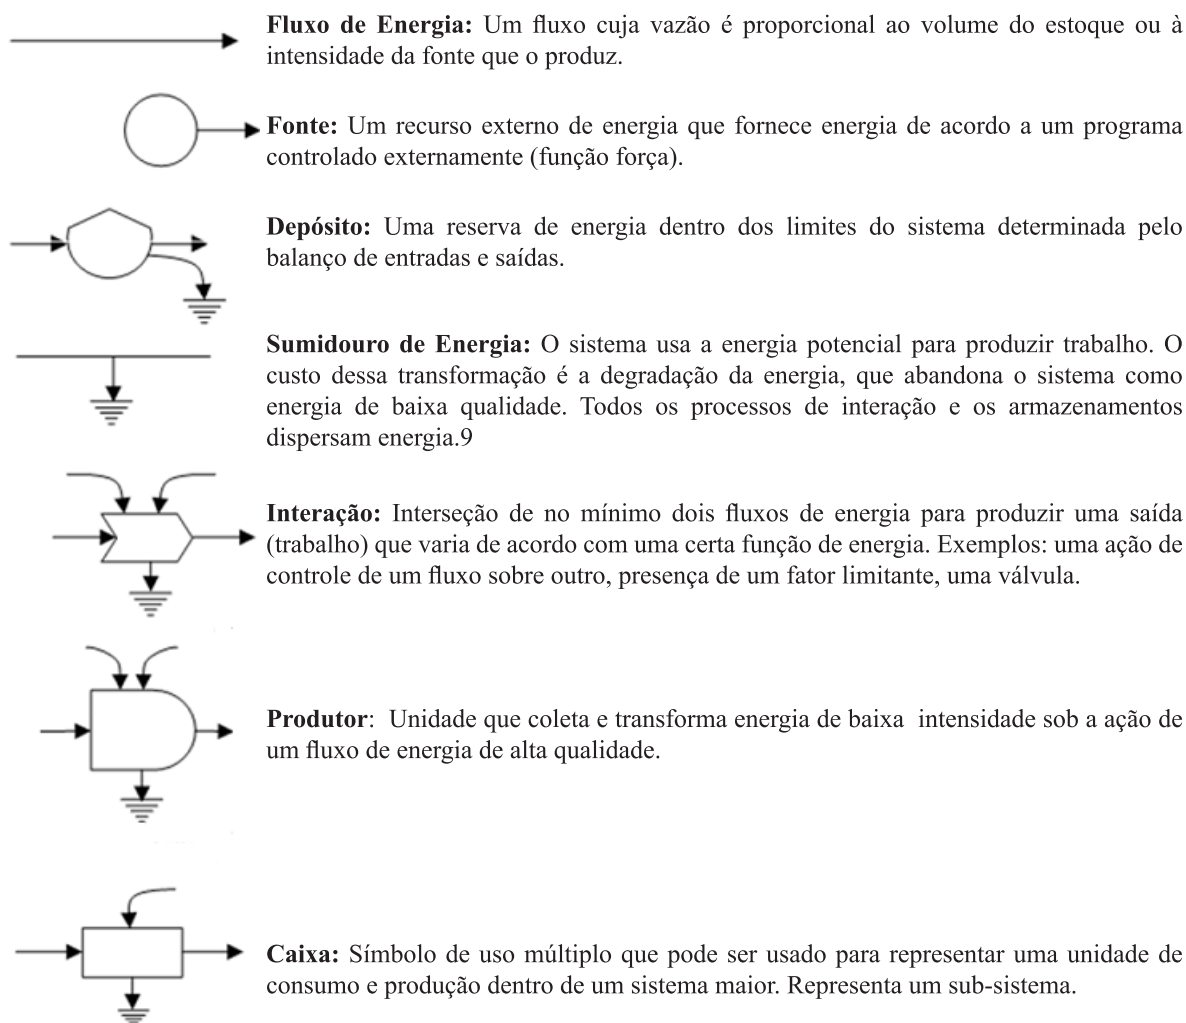 Fluxo de Energia: Um fluxo cuja vazão é proporcional ao volume do estoque ou à
intensidade da fonte que o produz.
Fonte: Um recurso externo de energia que fornece energia de acordo a um programa
controlado externamente (função força).
Depósito: Uma reserva de energia dentro dos limites do sistema determinada pelo
balanço de entradas e saídas.
Sumidouro de Energia: O sistema usa a energia potencial para produzir trabalho. O
custo dessa transformação é a degradação da energia, que abandona o sistema como
energia de baixa qualidade. Todos os processos de interação e os armazenamentos
dispersam energia.9
Interação: Interseção de no mínimo dois fluxos de energia para produzir uma saída
(trabalho) que varia de acordo com uma certa função de energia. Exemplos: uma ação de
controle de um fluxo sobre outro, presença de um fator limitante, uma válvula.
Produtor: Unidade que coleta e transforma energia de baixa intensidade sob a ação de
um fluxo de energia de alta qualidade.
Caixa: Símbolo de uso múltiplo que pode ser usado para representar uma unidade de
consumo e produção dentro de um sistema maior. Representa um sub-sistema.